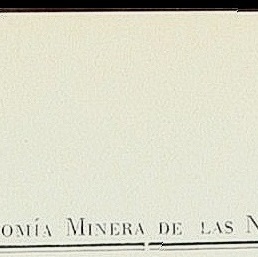 OMÍA MINERA DE LAS N